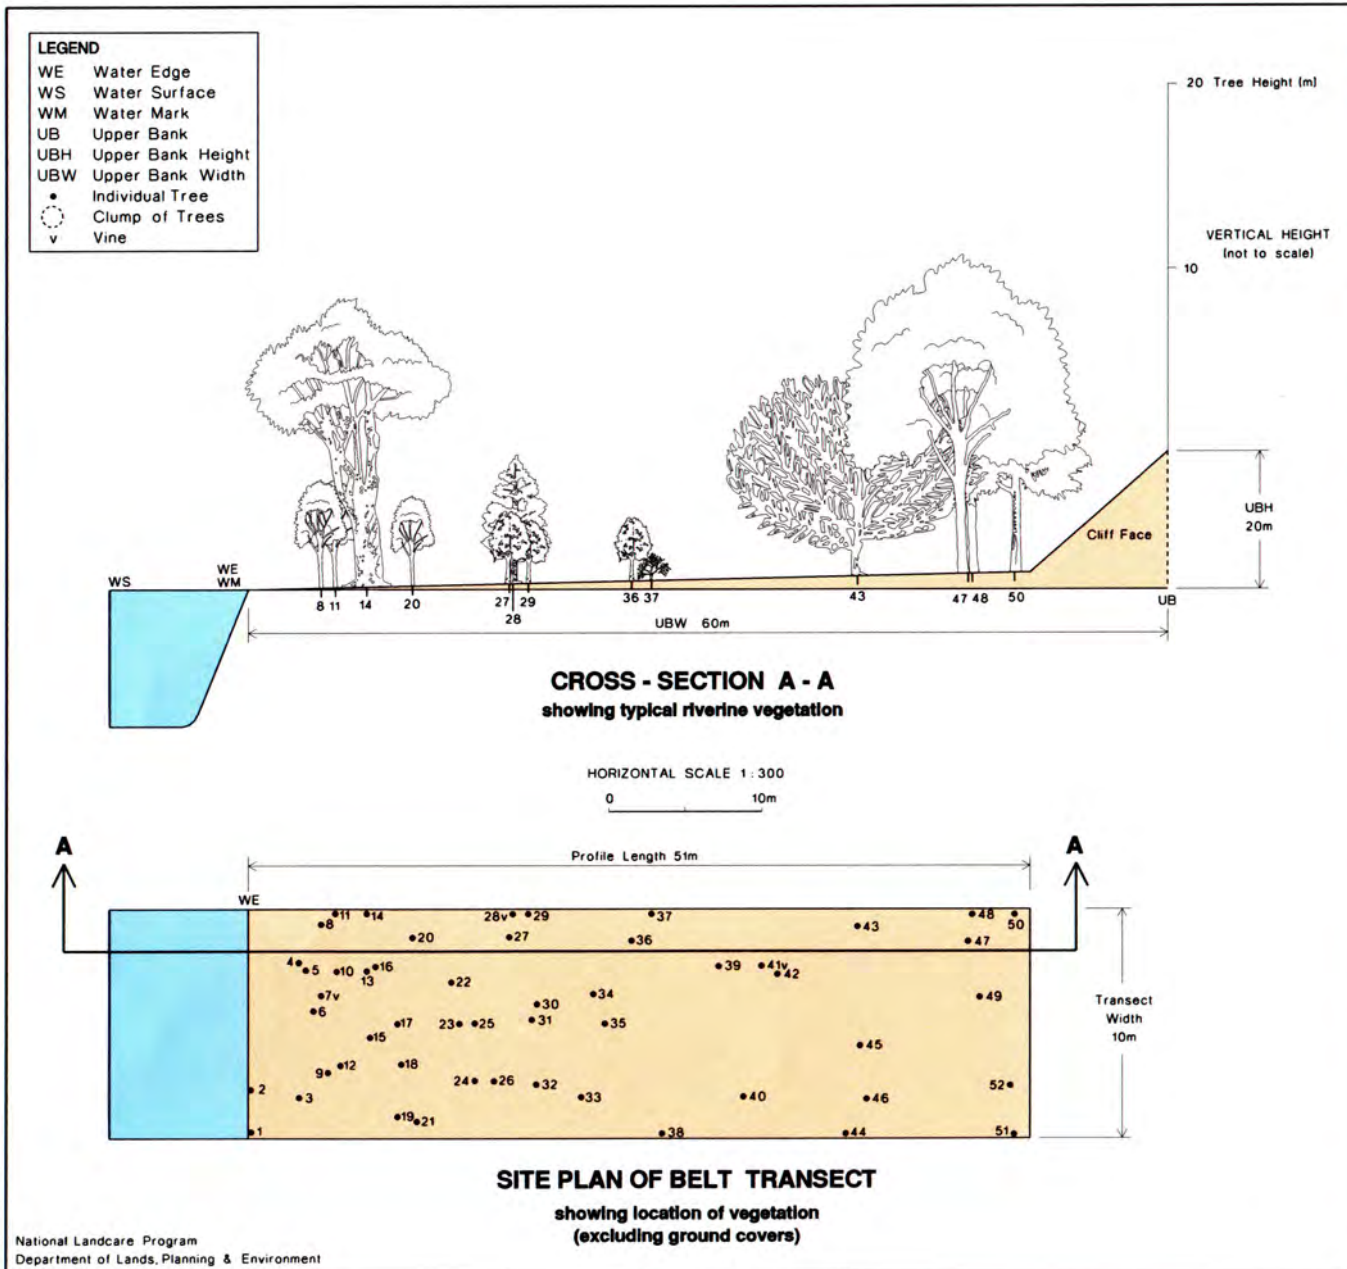 LEGEND
WE Water Edge
WS Water Surface
WM Water Mark
UB Upper Bank
UBH Upper Bank Height
UBW Upper Bank Width
• Individual Tree
Clump of Trees
v Vine
20 Tree Height (m)
VERTICAL HEIGHT
(not to scale)
10
UBH
20m
Cliff Face
WS
WE
WM
8 11 14 20 27 29 36 37 43 47 48 50 UB
28
UBW 60m
CROSS - SECTION A - A
showing typical riverine vegetation
HORIZONTAL SCALE 1 : 300
0 10m
A A
Profile Length 51m
WE
11 14 28v 29 37 48
8 43 50
20 27 36 47
4 16 39 41v
5 10 13 42
22
7v 34 49
6 30
17 23 25 31 35
15 45
Transect
Width
10m
12 18
9
24 26 32 52
2
3 33 40 46
19 21
1 38 44 51
SITE PLAN OF BELT TRANSECT
showing location of vegetation
(excluding ground covers)
National Landcare Program
Department of Lands, Planning & Environment